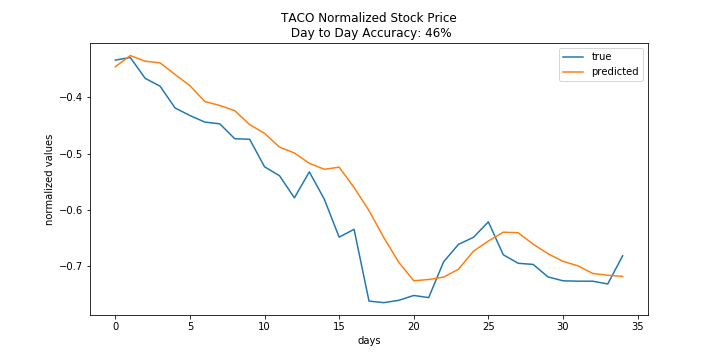 TACO Normalized Stock Price
Day to Day Accuracy: 46%
true
predicted
normalized values
−0.4
−0.5
−0.6
−0.7
0 5 10 15 20 25 30 35
days